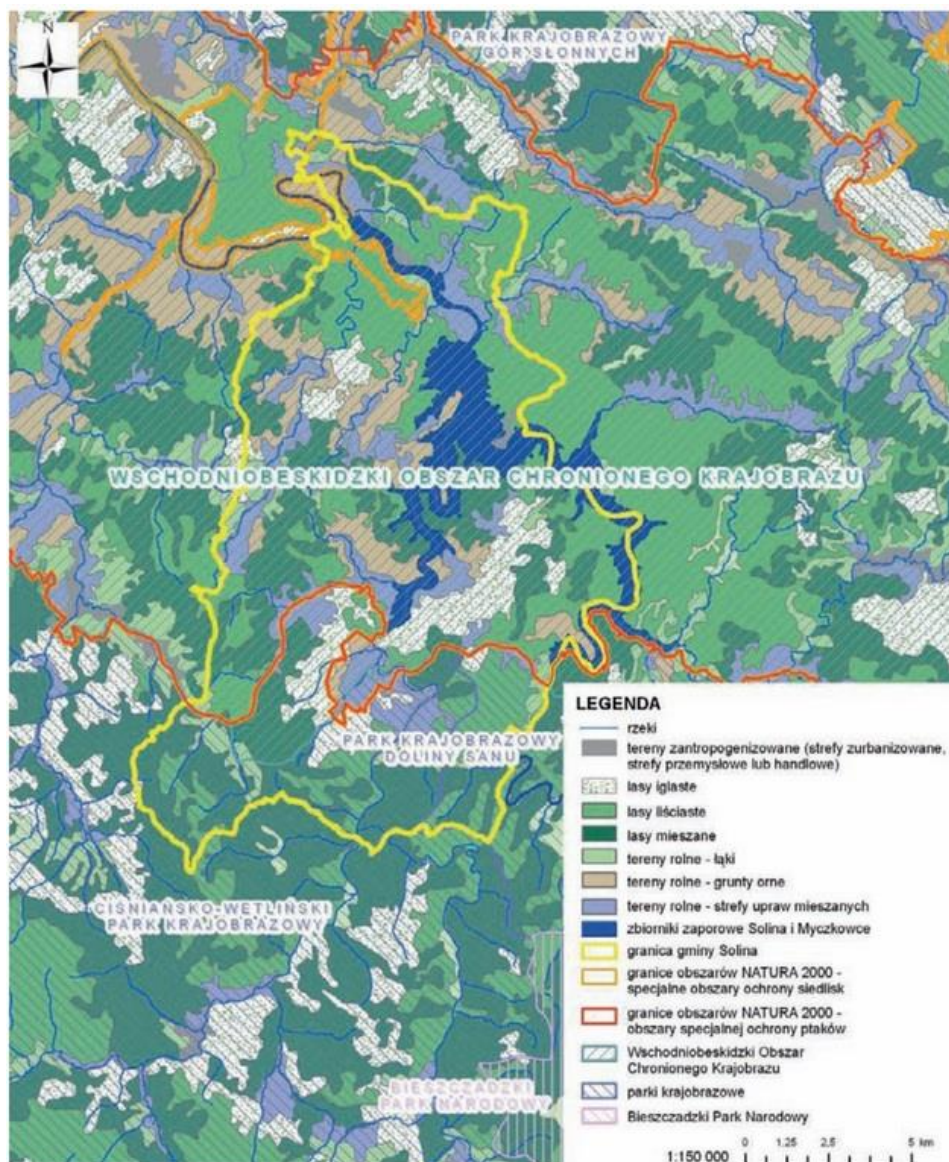 N
PARK KRAJOBRAZOWY
GÓR SŁONNYCH
WSCHODNIOBESKIDZKI OBSZAR CHRONIONEGO KRAJOBRAZU
PARK KRAJOBRAZOWY
DOLINY SANU
CIŚNIAŃSKO-WETLIŃSKI
PARK KRAJOBRAZOWY
BIESZCZADZKI
PARK NARODOWY
LEGENDA
rzeki
tereny zantropogenizowane (strefy zurbanizowane,
strefy przemysłowe lub handlowe)
lasy iglaste
lasy liściaste
lasy mieszane
tereny rolne - łąki
tereny rolne - grunty orne
tereny rolne - strefy upraw mieszanych
zbiorniki zaporowe Solina i Myczkowce
granica gminy Solina
granice obszarów NATURA 2000 -
specjalne obszary ochrony siedlisk
granice obszarów NATURA 2000 -
obszary specjalnej ochrony ptaków
Wschodniobeskidzki Obszar
Chronionego Krajobrazu
parki krajobrazowe
Bieszczadzki Park Narodowy
1:150 000
0 1,25 2,5 5 km